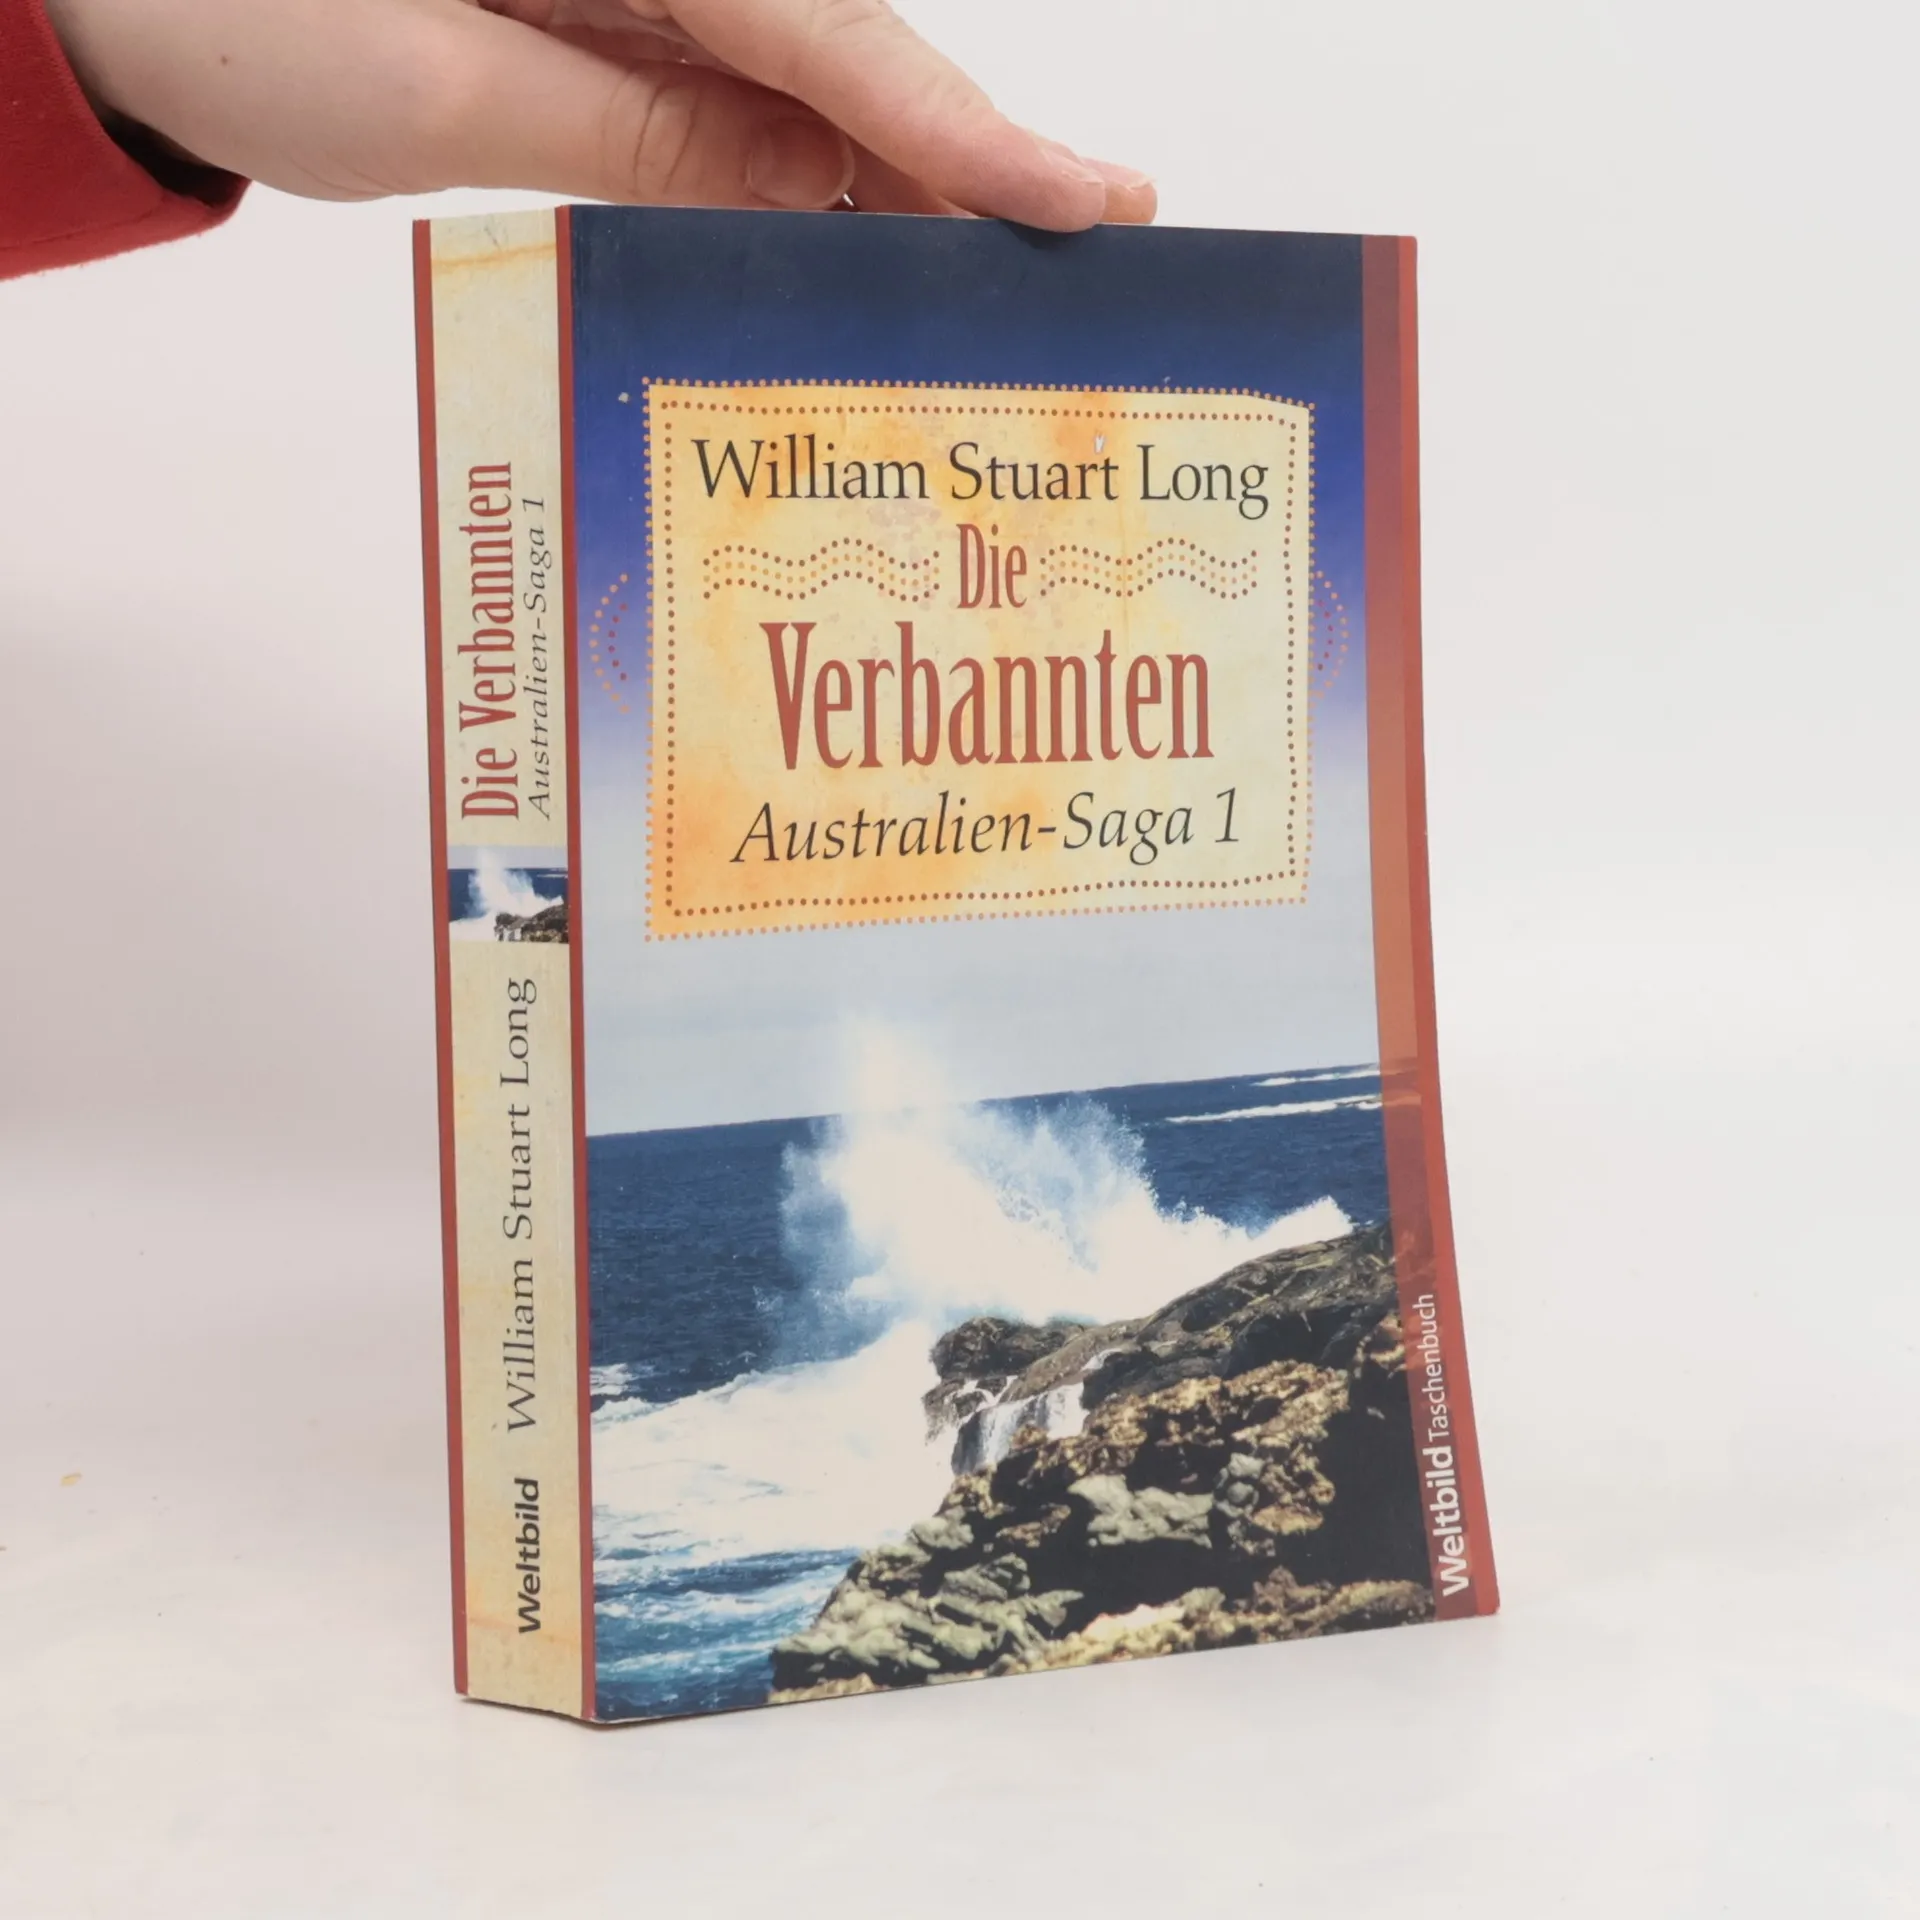 William Stuart Long
Die
Verbannten
Australien-Saga 1
Weltbild Taschenbuch
Die Verbannten
Australien-Saga 1
William Stuart Long
Weltbild